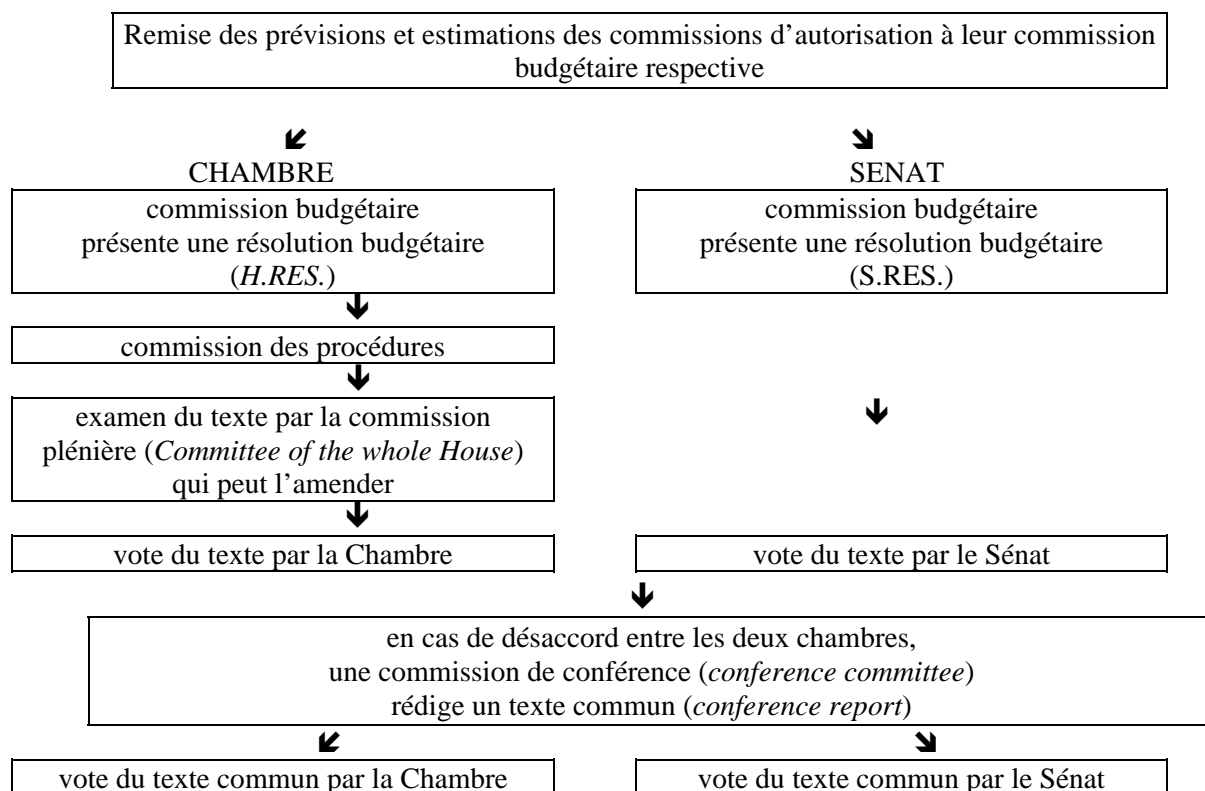 Remise des prévisions et estimations des commissions d’autorisation à leur commission
budgétaire respective
CHAMBRE
commission budgétaire
présente une résolution budgétaire
(H.RES.)
commission des procédures
examen du texte par la commission
plénière (Committee of the whole House)
qui peut l’amender
vote du texte par la Chambre
SENAT
commission budgétaire
présente une résolution budgétaire
(S.RES.)
vote du texte par le Sénat
en cas de désaccord entre les deux chambres,
une commission de conférence (conference committee)
rédige un texte commun (conference report)
vote du texte commun par la Chambre
vote du texte commun par le Sénat